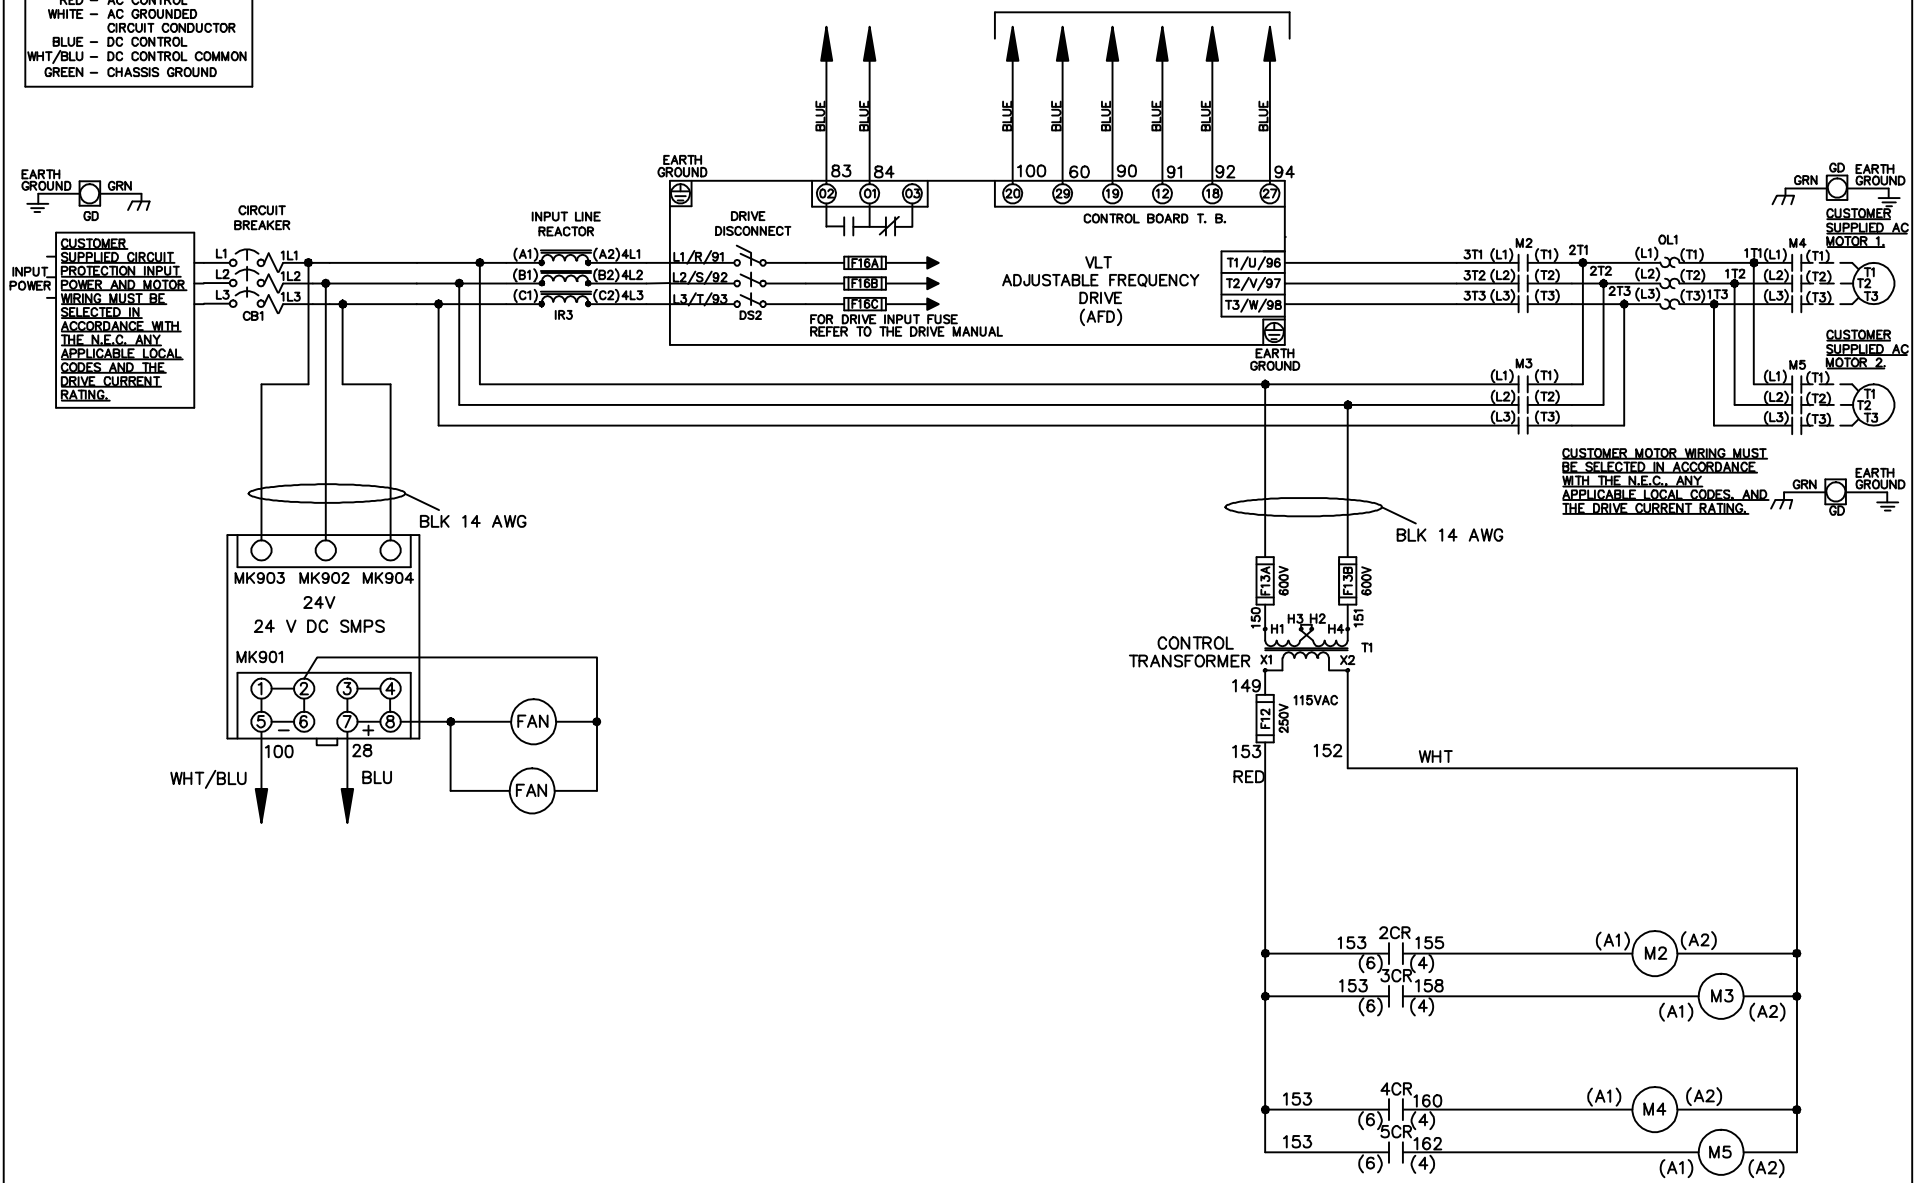 RED – AC CONTROL
WHITE – AC GROUNDED
CIRCUIT CONDUCTOR
BLUE – DC CONTROL
WHT/BLU – DC CONTROL COMMON
GREEN – CHASSIS GROUND
BLUE
BLUE
BLUE
BLUE
BLUE
BLUE
BLUE
BLUE
EARTH
GROUND
GRN
GD
CIRCUIT
BREAKER
INPUT LINE
REACTOR
EARTH
GROUND
DRIVE
DISCONNECT
83 84
02 01 03
100 60 90 91 92 94
20 29 19 12 18 27
CONTROL BOARD T. B.
GD
GRN
EARTH
GROUND
CUSTOMER
SUPPLIED AC
MOTOR 1.
INPUT
POWER
CUSTOMER
SUPPLIED CIRCUIT
PROTECTION INPUT
POWER AND MOTOR
WIRING MUST BE
SELECTED IN
ACCORDANCE WITH
THE N.E.C. ANY
APPLICABLE LOCAL
CODES AND THE
DRIVE CURRENT
RATING.
L1 1L1 (A1) (A2) 4L1 L1/R/91 F16A
L2 1L2 (B1) (B2) 4L2 L2/S/92 F16B
L3 1L3 (C1) (C2) 4L3 L3/T/93 F16C
CB1
IR3
DS2
FOR DRIVE INPUT FUSE
REFER TO THE DRIVE MANUAL
VLT
ADJUSTABLE FREQUENCY
DRIVE
(AFD)
T1/U/96
T2/V/97
T3/W/98
EARTH
GROUND
M2 OL1 M4
3T1 (L1) (T1) 2T1 (L1) (T1) 1T1 (L1) (T1) T1
3T2 (L2) (T2) 2T2 (L2) (T2) 1T2 (L2) (T2) T2
3T3 (L3) (T3) 2T3 (L3) (T3) 1T3 (L3) (T3) T3
CUSTOMER
SUPPLIED AC
MOTOR 2.
M3 M5
(L1) (T1) (L1) (T1) T1
(L2) (T2) (L2) (T2) T2
(L3) (T3) (L3) (T3) T3
CUSTOMER MOTOR WIRING MUST
BE SELECTED IN ACCORDANCE
WITH THE N.E.C., ANY
APPLICABLE LOCAL CODES, AND
THE DRIVE CURRENT RATING.
GRN
GD
EARTH
GROUND
BLK 14 AWG
BLK 14 AWG
MK903 MK902 MK904
24V
24 V DC SMPS
MK901
1 2 3 4
5 6 7 8
– +
100 28
WHT/BLU BLU
FAN
FAN
F13A
600V
F13B
600V
150
151
H1 H3 H2 H4
T1
CONTROL
TRANSFORMER
X1 X2
149
115VAC
F12
250V
153
RED
152
WHT
153 2CR 155 (A1) M2 (A2)
(6) (4)
153 3CR 158 M3
(6) (4) (A1) (A2)
153 4CR 160 (A1) M4 (A2)
(6) (4)
153 5CR 162 M5
(6) (4) (A1) (A2)